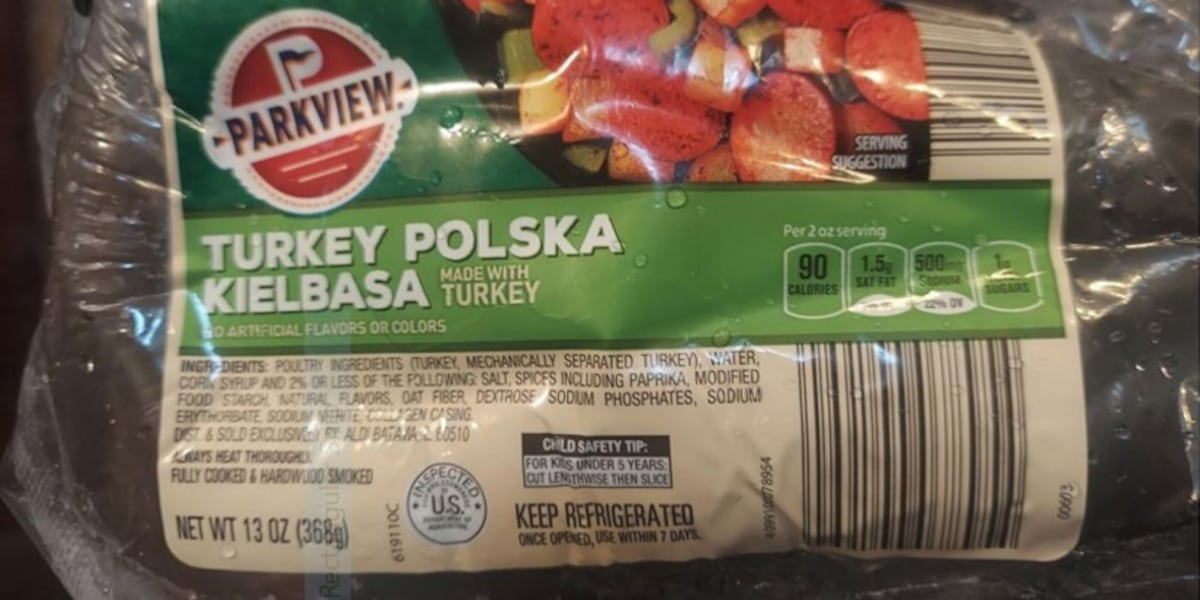 P
PARKVIEW.
SERVING
SUGGESTION
TURKEY POLSKA
KIELBASA MADE WITH
TURKEY
NO ARTIFICIAL FLAVORS OR COLORS
Per 2 oz serving
90
CALORIES
1.5g
SAT FAT
500mg
SODIUM
22% DV
1g
SUGARS
INGREDIENTS: POULTRY INGREDIENTS (TURKEY, MECHANICALLY SEPARATED TURKEY), WATER,
CORN SYRUP AND 2% OR LESS OF THE FOLLOWING: SALT, SPICES INCLUDING PAPRIKA, MODIFIED
FOOD STARCH, NATURAL FLAVORS, OAT FIBER, DEXTROSE, SODIUM PHOSPHATES, SODIUM
ERYTHORBATE, SODIUM NITRITE, COLLAGEN CASING.
DIST. & SOLD EXCLUSIVELY BY: ALDI BATAVIA, IL 60510
ALWAYS HEAT THOROUGHLY.
FULLY COOKED & HARDWOOD SMOKED
NET WT 13 OZ (368g)
619110C
INSPECTED
U.S.
DEPARTMENT OF
AGRICULTURE
CHILD SAFETY TIP:
FOR KIDS UNDER 5 YEARS:
CUT LENGTHWISE THEN SLICE
KEEP REFRIGERATED
ONCE OPENED, USE WITHIN 7 DAYS.
00603